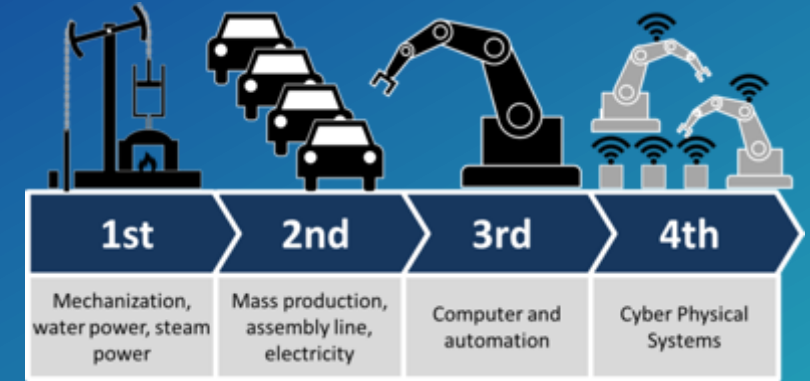 1st
2nd
3rd
4th
Mechanization,
water power, steam
power
Mass production,
assembly line,
electricity
Computer and
automation
Cyber Physical
Systems